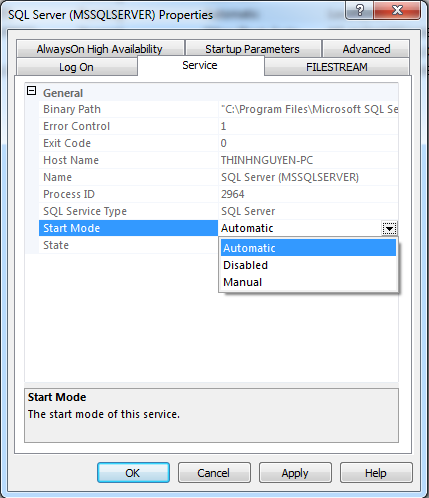 SQL Server (MSSQLSERVER) Properties
AlwaysOn High Availability Startup Parameters Advanced
Log On Service FILESTREAM
General
Binary Path "C:\Program Files\Microsoft SQL Se
Error Control 1
Exit Code 0
Host Name THINHNGUYEN-PC
Name SQL Server (MSSQLSERVER)
Process ID 2964
SQL Service Type SQL Server
Start Mode Automatic
State
Automatic
Disabled
Manual
Start Mode
The start mode of this service.
OK Cancel Apply Help